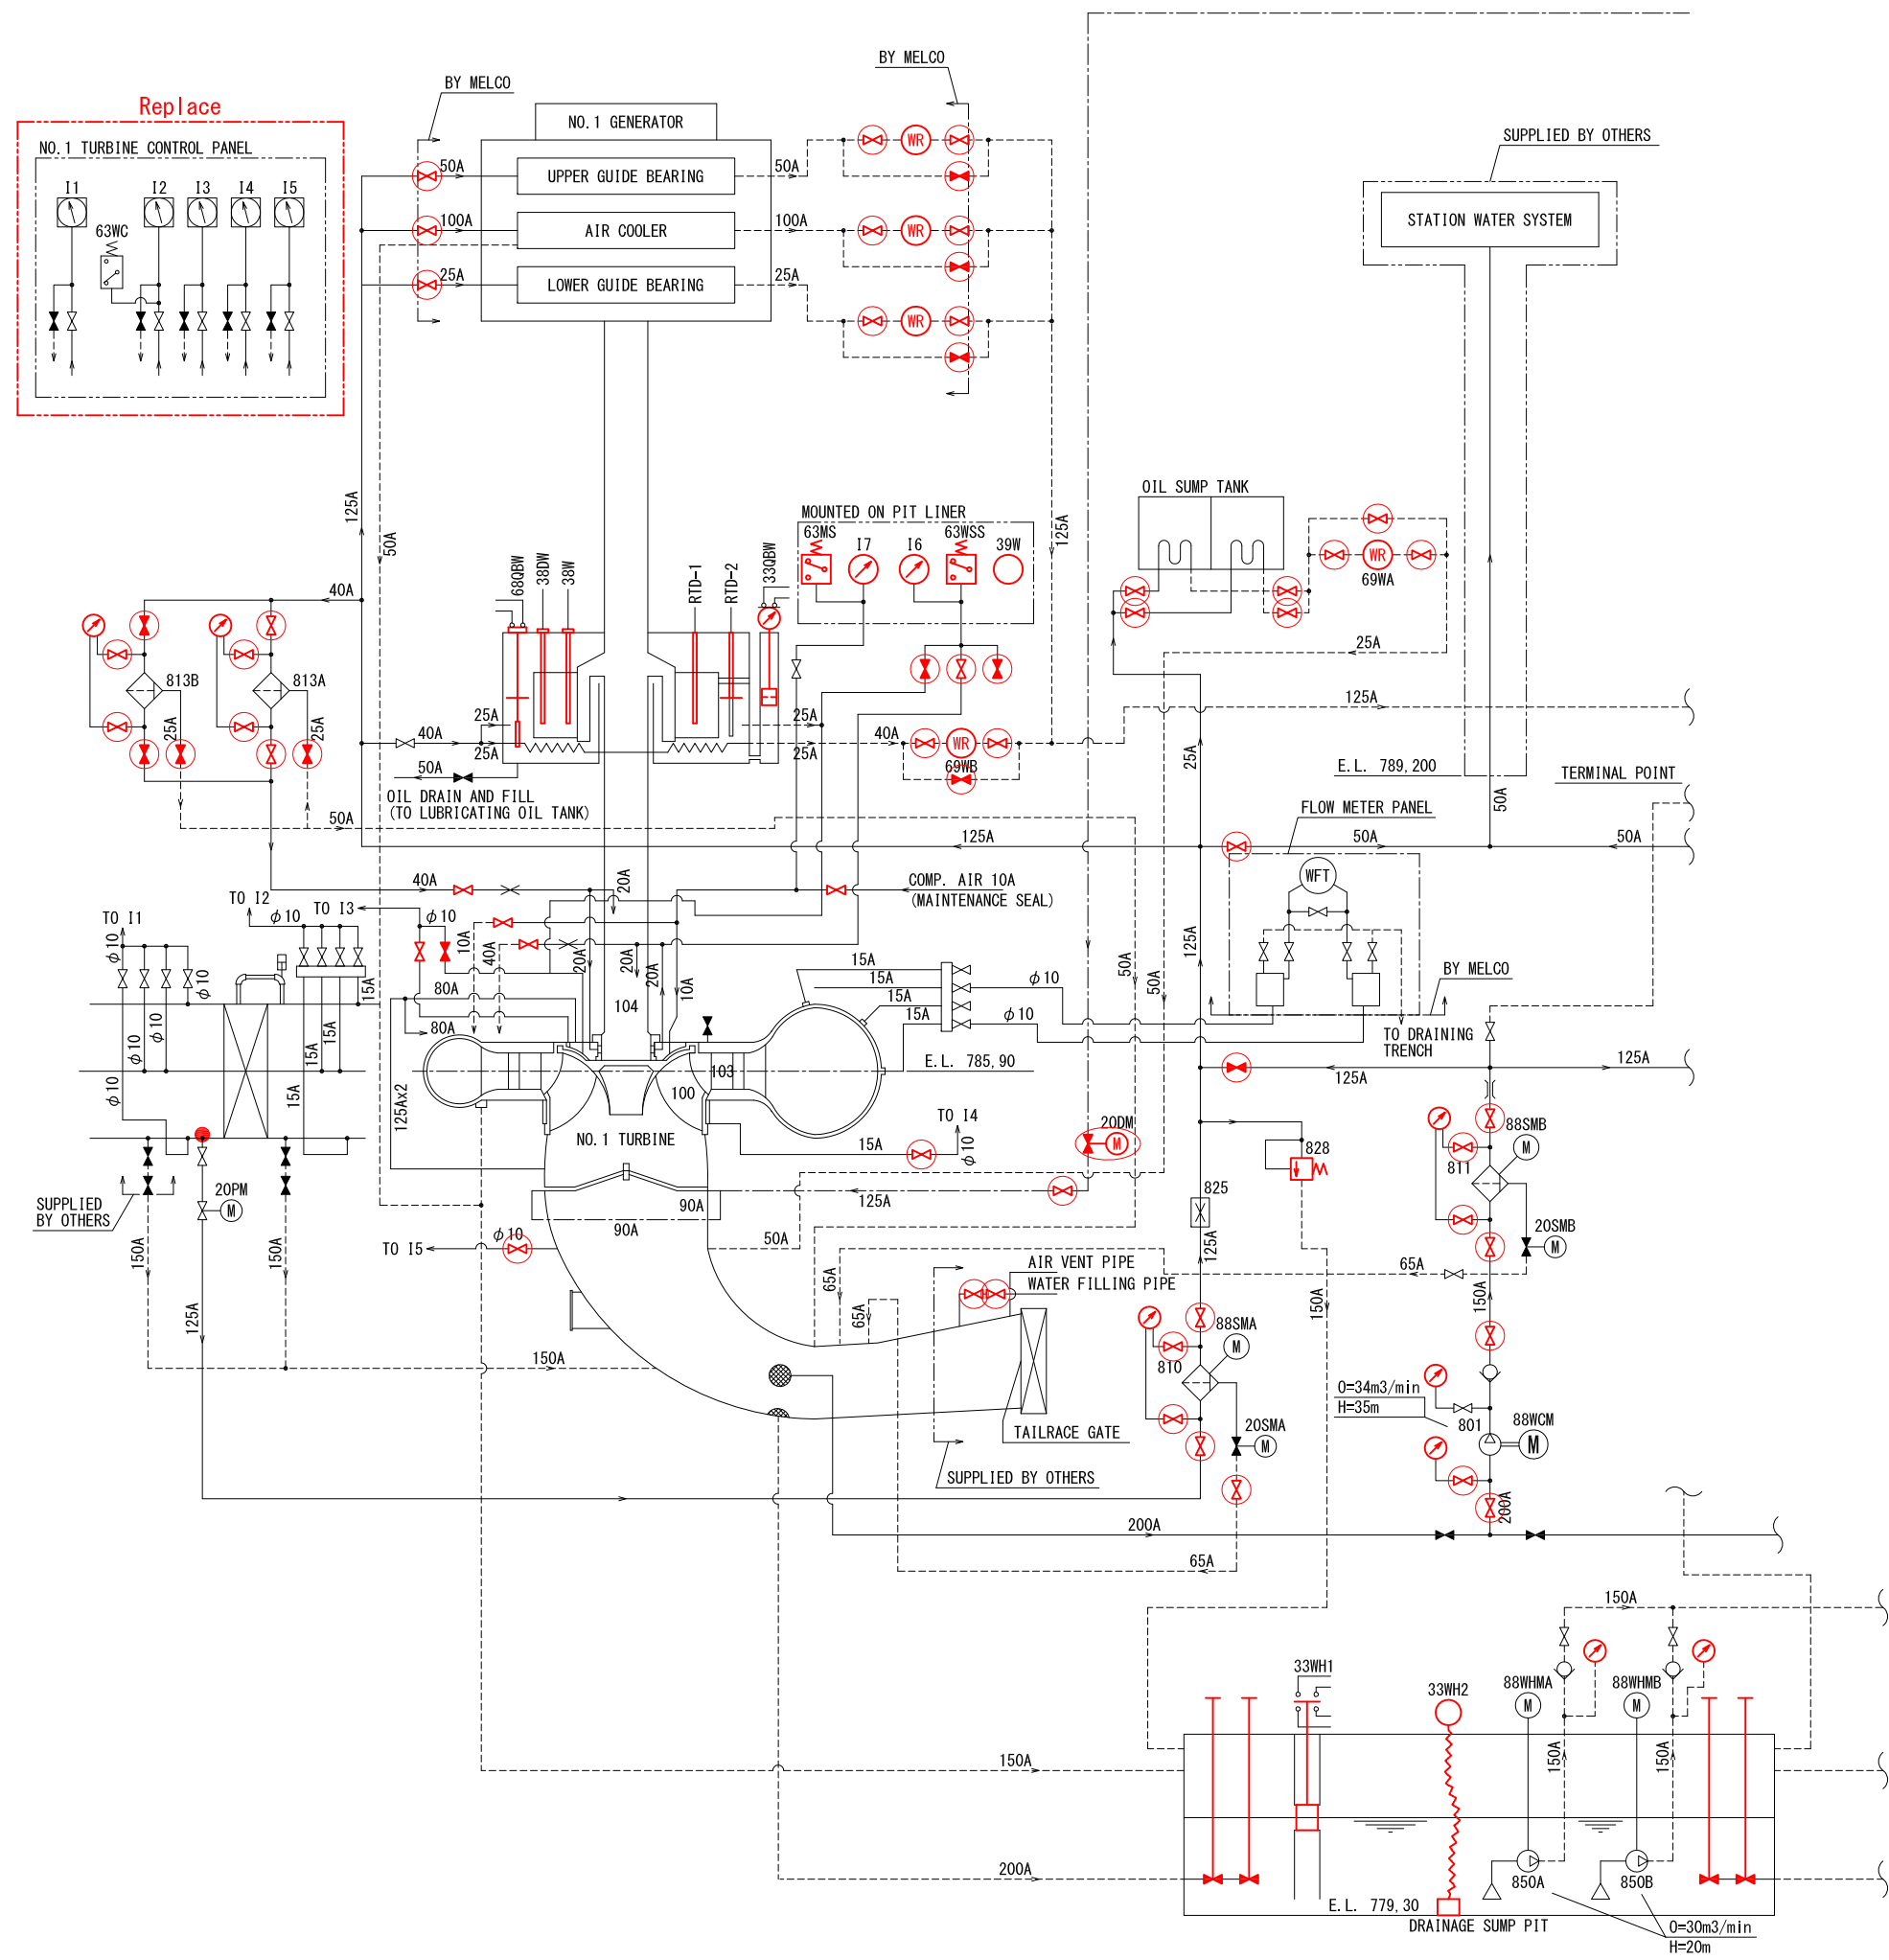 BY MELCO
BY MELCO
Replace
NO.1 TURBINE CONTROL PANEL
I1
I2
I3
I4
I5
63WC
NO.1 GENERATOR
UPPER GUIDE BEARING
AIR COOLER
LOWER GUIDE BEARING
50A
100A
25A
50A
100A
25A
WR
WR
WR
SUPPLIED BY OTHERS
STATION WATER SYSTEM
125A
50A
40A
813B
813A
25A
25A
68QBW
38DW
38W
RTD-1
RTD-2
33QBW
MOUNTED ON PIT LINER
63MS
I7
I6
63WSS
39W
125A
OIL SUMP TANK
WR
69WA
25A
125A
40A
25A
25A
25A
25A
40A
WR
69WB
50A
OIL DRAIN AND FILL
(TO LUBRICATING OIL TANK)
50A
25A
E.L. 789,200
TERMINAL POINT
50A
FLOW METER PANEL
125A
50A
50A
WFT
40A
20A
COMP. AIR 10A
(MAINTENANCE SEAL)
TO I2
TO I3
TO I1
φ10
φ10
φ10
φ10
φ10
φ10
φ10
15A
15A
15A
15A
10A
40A
20A
20A
20A
10A
80A
80A
104
15A
15A
15A
15A
φ10
φ10
50A
50A
125A
BY MELCO
TO DRAINING
TRENCH
E.L. 785,90
103
100
125A
125A
125Ax2
NO.1 TURBINE
TO I4
φ10
15A
20DM
M
828
88SMB
M
811
20SMB
M
SUPPLIED
BY OTHERS
20PM
M
125A
825
90A
90A
φ10
TO I5
50A
150A
150A
125A
65A
AIR VENT PIPE
WATER FILLING PIPE
65A
65A
150A
150A
125A
150A
88SMA
M
810
20SMA
M
Q=34m3/min
H=35m
801
88WCM
M
TAILRACE GATE
SUPPLIED BY OTHERS
200A
200A
65A
150A
33WH1
33WH2
88WHMA
M
88WHMB
M
150A
150A
150A
200A
850A
850B
E.L. 779,30
DRAINAGE SUMP PIT
Q=30m3/min
H=20m